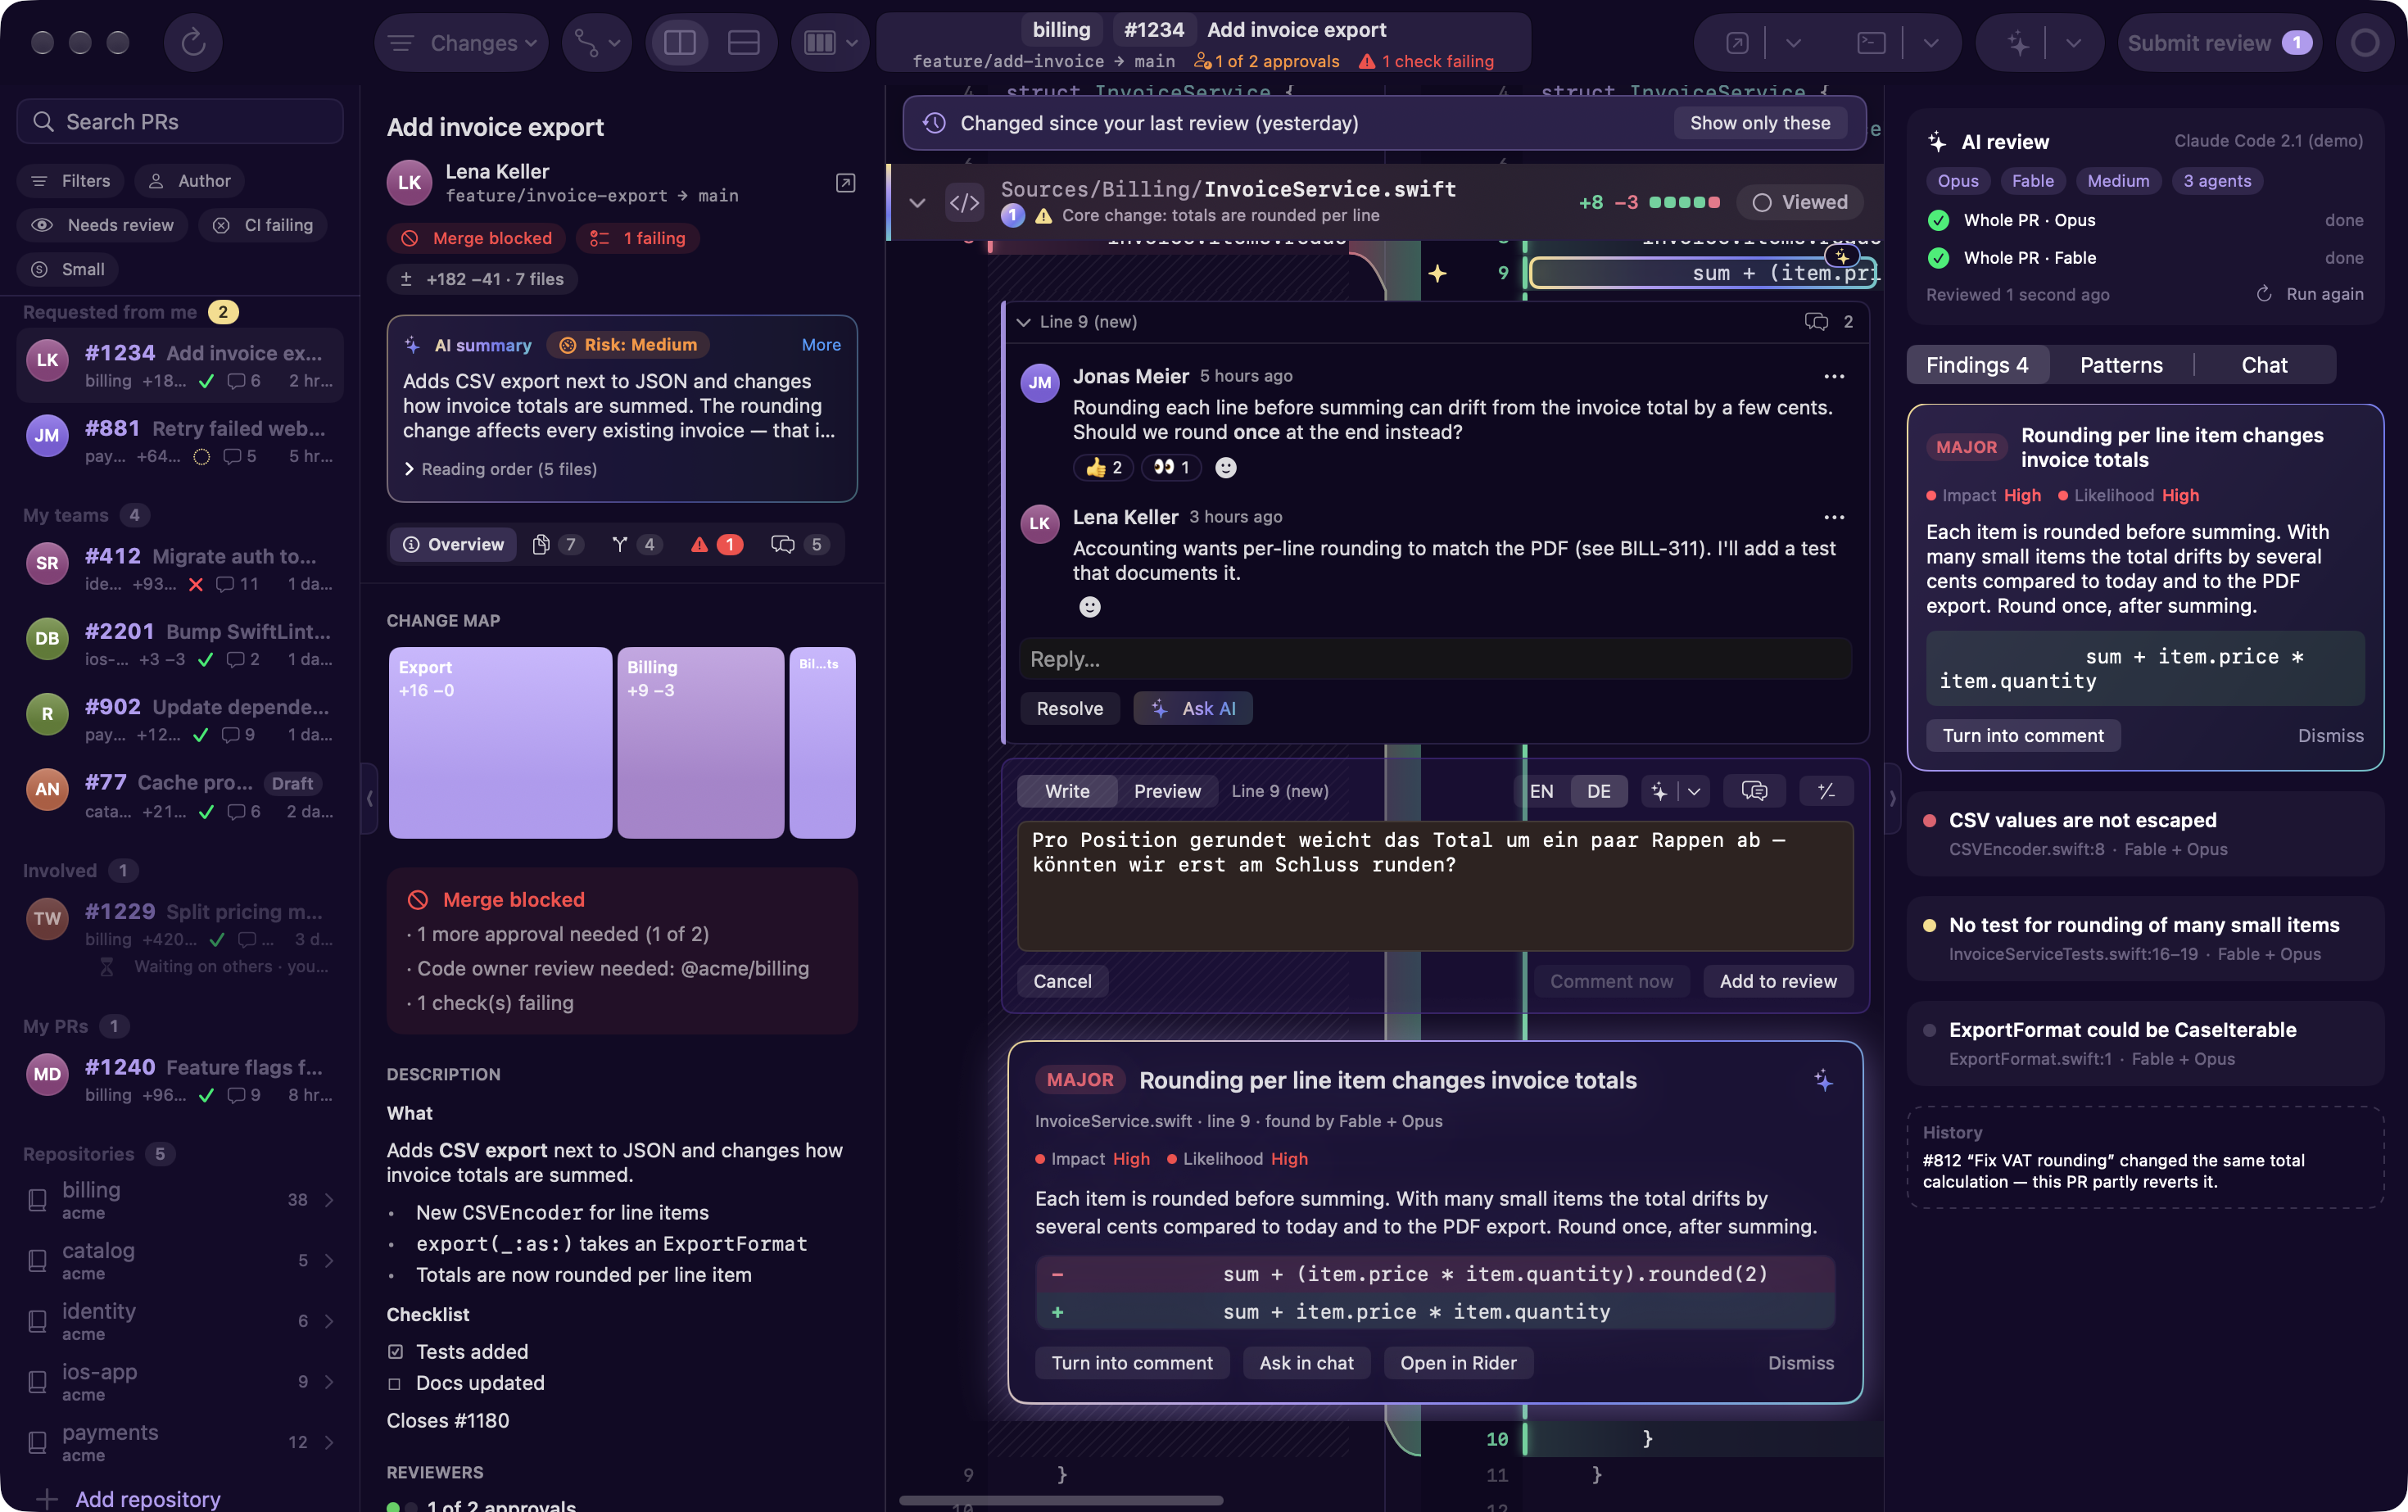 Changes
billing #1234 Add invoice export
feature/add-invoice → main 1 of 2 approvals 1 check failing
Submit review 1
Search PRs
Filters
Author
Needs review
CI failing
Small
Requested from me 2
LK #1234 Add invoice ex...
billing +18... 6 2 hr...
JM #881 Retry failed web...
pay... +64... 5 5 hr...
My teams 4
SR #412 Migrate auth to...
ide... +93... 11 1 da...
DB #2201 Bump SwiftLint...
ios-... +3 −3 2 1 da...
R #902 Update depende...
pay... +12... 9 1 da...
AN #77 Cache pro... Draft
cata... +21... 6 2 da...
Involved 1
TW #1229 Split pricing m...
billing +420... ... 3 d...
Waiting on others · you...
My PRs 1
MD #1240 Feature flags f...
billing +96... 9 8 hr...
Repositories 5
billing 38
acme
catalog 5
acme
identity 6
acme
ios-app 9
acme
payments 12
acme
Add repository
Add invoice export
LK Lena Keller
feature/invoice-export → main
Merge blocked
1 failing
+182 −41 · 7 files
AI summary Risk: Medium More
Adds CSV export next to JSON and changes
how invoice totals are summed. The rounding
change affects every existing invoice — that i...
Reading order (5 files)
Overview 7 4 1 5
CHANGE MAP
Export
+16 −0
Billing
+9 −3
Bil...ts
Merge blocked
· 1 more approval needed (1 of 2)
· Code owner review needed: @acme/billing
· 1 check(s) failing
DESCRIPTION
What
Adds CSV export next to JSON and changes how
invoice totals are summed.
• New CSVEncoder for line items
• export(_:as:) takes an ExportFormat
• Totals are now rounded per line item
Checklist
Tests added
Docs updated
Closes #1180
REVIEWERS
1 of 2 approvals
4 struct InvoiceService { 4 struct InvoiceService {
Changed since your last review (yesterday) Show only these
Sources/Billing/InvoiceService.swift
1 Core change: totals are rounded per line
+8 −3 Viewed
9 sum + (item.pri
Line 9 (new) 2
JM Jonas Meier 5 hours ago
Rounding each line before summing can drift from the invoice total by a few cents.
Should we round once at the end instead?
👍 2 👀 1
LK Lena Keller 3 hours ago
Accounting wants per-line rounding to match the PDF (see BILL-311). I'll add a test
that documents it.
Reply...
Resolve Ask AI
Write Preview Line 9 (new) EN DE
Pro Position gerundet weicht das Total um ein paar Rappen ab –
könnten wir erst am Schluss runden?
Cancel Comment now Add to review
MAJOR Rounding per line item changes invoice totals
InvoiceService.swift · line 9 · found by Fable + Opus
Impact High Likelihood High
Each item is rounded before summing. With many small items the total drifts by
several cents compared to today and to the PDF export. Round once, after summing.
− sum + (item.price * item.quantity).rounded(2)
+ sum + item.price * item.quantity
Turn into comment Ask in chat Open in Rider Dismiss
10 }
9 } 11 }
10 12
AI review Claude Code 2.1 (demo)
Opus Fable Medium 3 agents
Whole PR · Opus done
Whole PR · Fable done
Reviewed 1 second ago Run again
Findings 4 Patterns Chat
MAJOR Rounding per line item changes
invoice totals
Impact High Likelihood High
Each item is rounded before summing. With
many small items the total drifts by several
cents compared to today and to the PDF
export. Round once, after summing.
sum + item.price *
item.quantity
Turn into comment Dismiss
CSV values are not escaped
CSVEncoder.swift:8 · Fable + Opus
No test for rounding of many small items
InvoiceServiceTests.swift:16–19 · Fable + Opus
ExportFormat could be CaseIterable
ExportFormat.swift:1 · Fable + Opus
History
#812 “Fix VAT rounding” changed the same total
calculation — this PR partly reverts it.